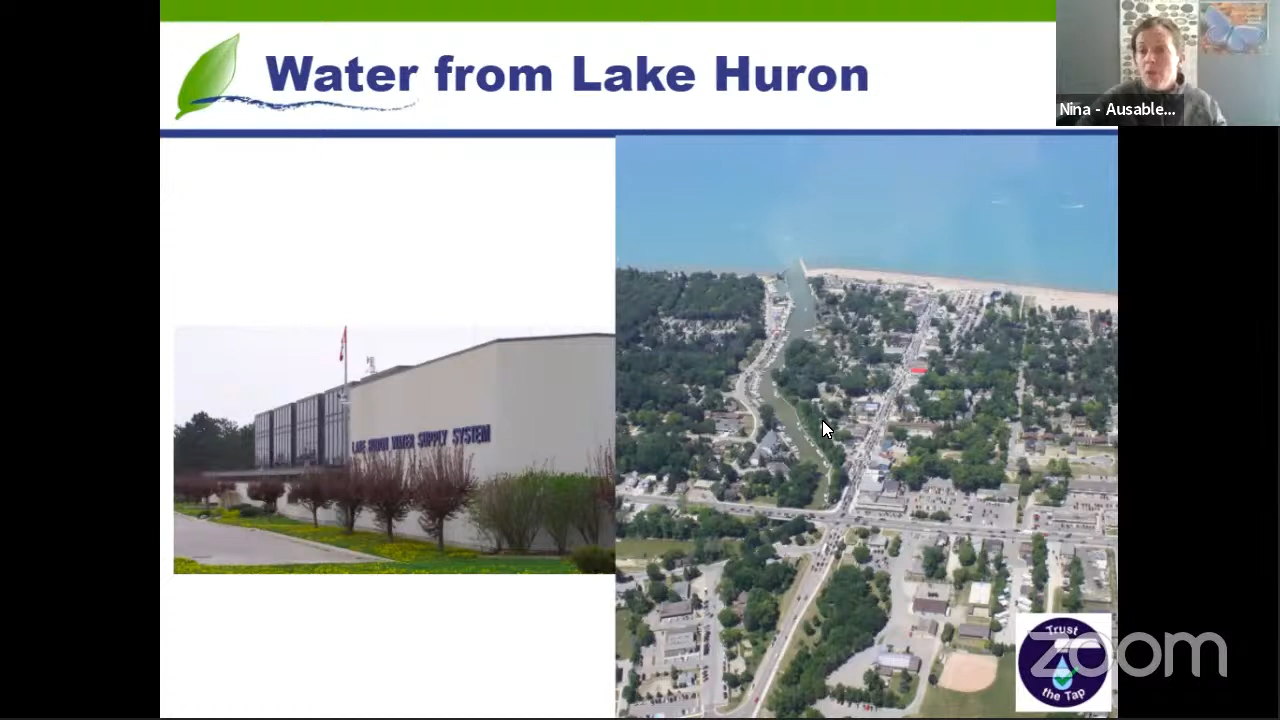 Water from Lake Huron
Nina - Ausable...
LAKE HURON WATER SUPPLY SYSTEM
Trust
the Tap
zoom